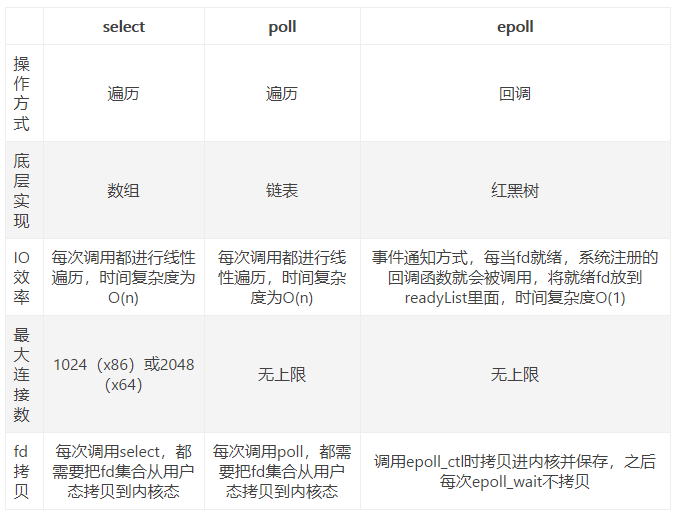 select poll epoll
操
作
方
式
遍历 遍历 回调
底
层
实
现
数组 链表 红黑树
IO
效
率
每次调用都进行线性
遍历，时间复杂度为
O(n)
每次调用都进行线
性遍历，时间复杂
度为O(n)
事件通知方式，每当fd就绪，系统注册的
回调函数就会被调用，将就绪fd放到
readyList里面，时间复杂度O(1)
最
大
连
接
数
1024（x86）或2048
（x64）
无上限
无上限
fd
拷
贝
每次调用select，都
需要把fd集合从用户
态拷贝到内核态
每次调用poll，都需
要把fd集合从用户
态拷贝到内核态
调用epoll_ctl时拷贝进内核并保存，之后
每次epoll_wait不拷贝